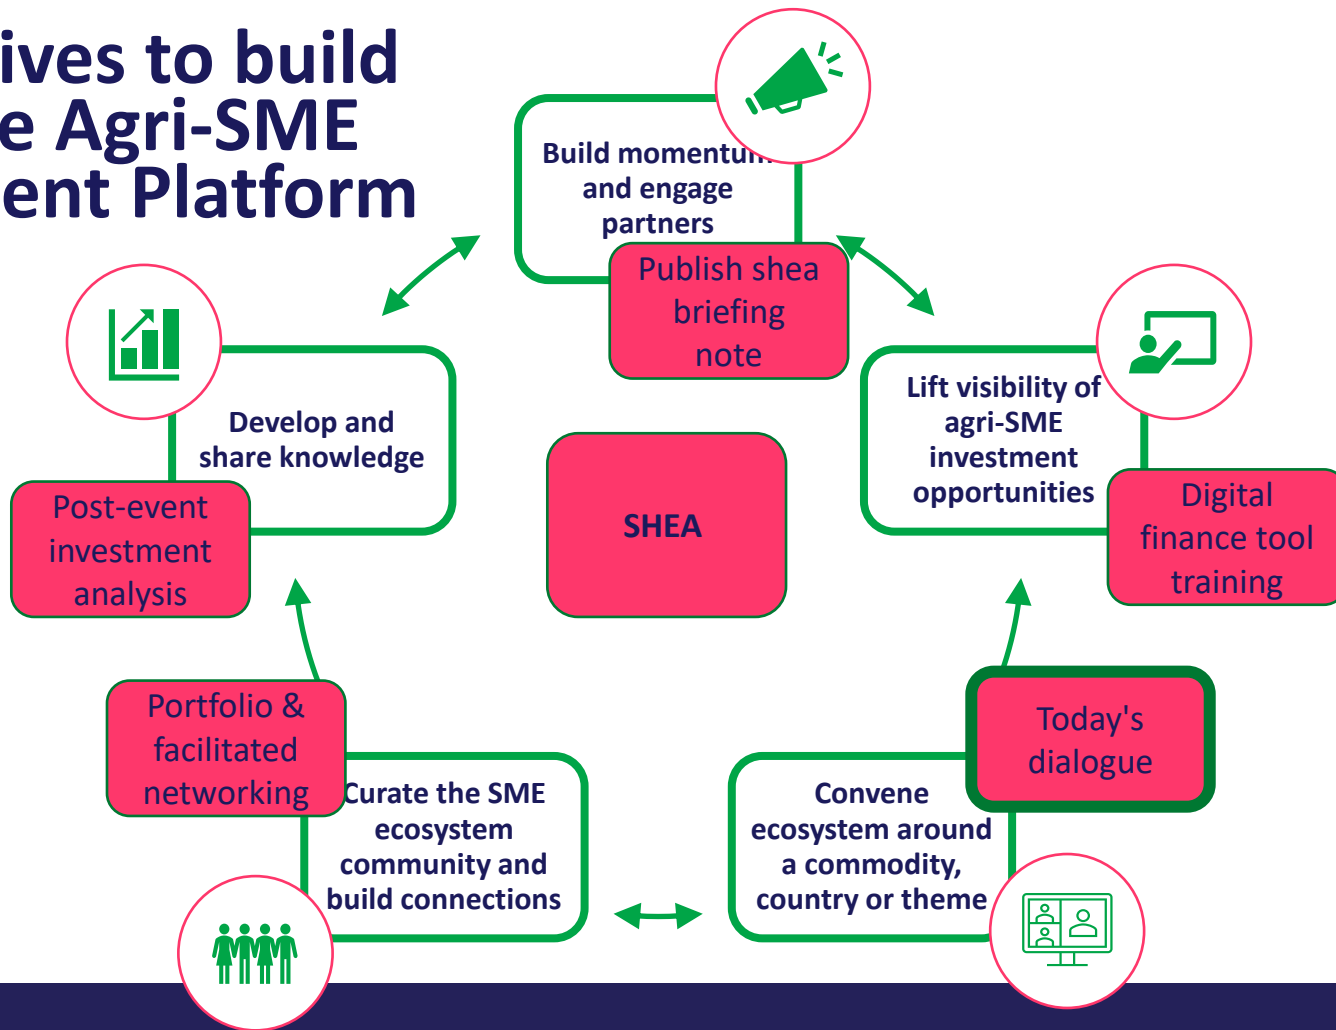 ives to build
e Agri-SME
ent Platform
Build momentum
and engage
partners
Publish shea
briefing
note
Develop and
share knowledge
Post-event
investment
analysis
SHEA
Lift visibility of
agri-SME
investment
opportunities
Digital
finance tool
training
Portfolio &
facilitated
networking
Curate the SME
ecosystem
community and
build connections
Today's
dialogue
Convene
ecosystem around
a commodity,
country or theme